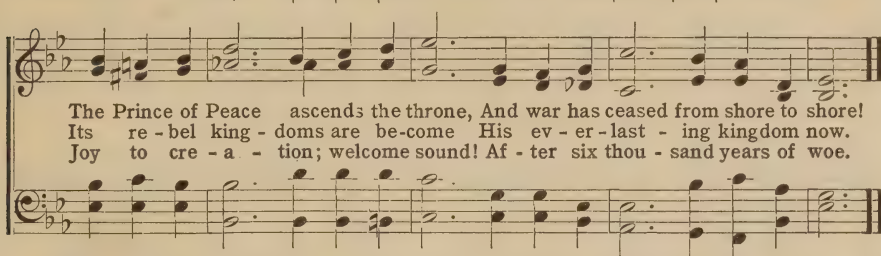 The Prince of Peace ascends the throne, And war has ceased from shore to shore!
Its re - bel king - doms are be-come His ev - er - last - ing kingdom now.
Joy to cre - a - tion; welcome sound! Af - ter six thou - sand years of woe.